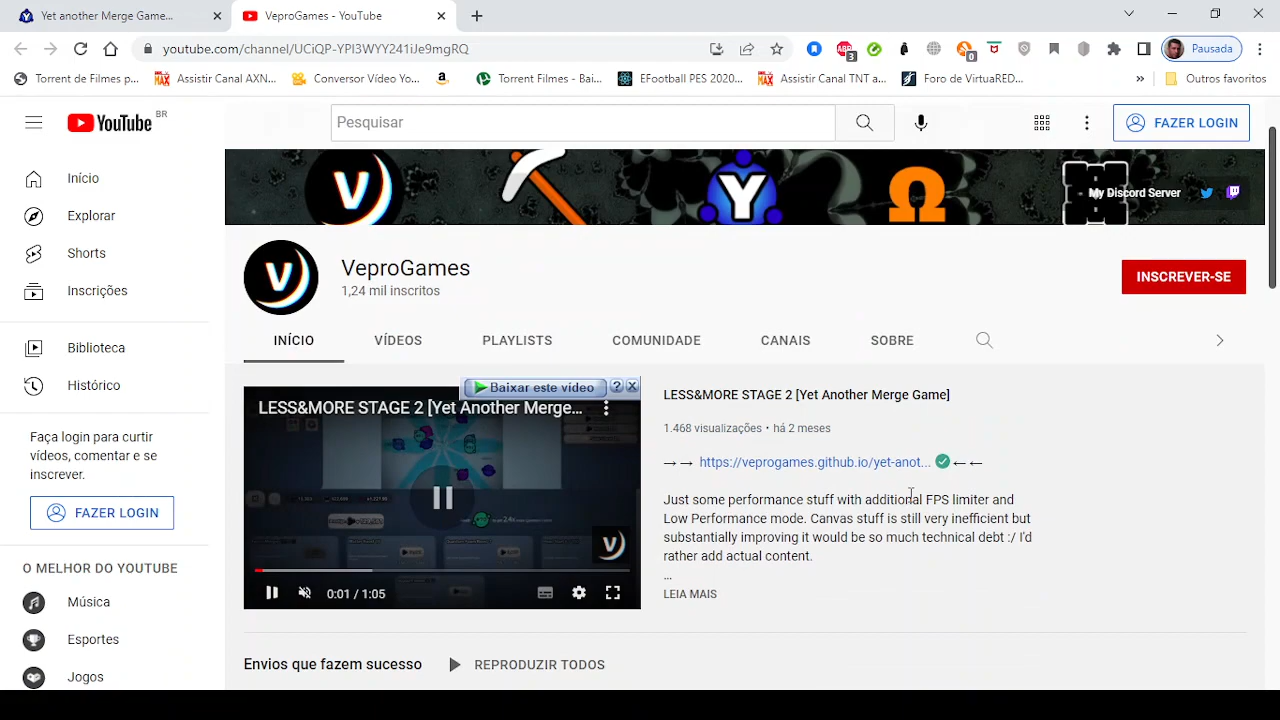 Yet another Merge Game...
VeproGames - YouTube
youtube.com/channel/UCiQP-YPl3WYY241iJe9mgRQ
ABP
3
0
Pausada
Torrent de Filmes p...
MAX
Assistir Canal AXN...
Conversor Vídeo Yo...
Torrent Filmes - Bai...
EFootball PES 2020...
MAX
Assistir Canal TNT a...
Foro de VirtuaRED...
»
Outros favoritos
YouTube
BR
Pesquisar
FAZER LOGIN
Início
Explorar
Shorts
Inscrições
Biblioteca
Histórico
Faça login para curtir
vídeos, comentar e se
inscrever.
FAZER LOGIN
O MELHOR DO YOUTUBE
Música
Esportes
Jogos
V
Y
Ω
My Discord Server
V
VeproGames
1,24 mil inscritos
INSCREVER-SE
INÍCIO
VÍDEOS
PLAYLISTS
COMUNIDADE
CANAIS
SOBRE
Baixar este vídeo
?
LESS&MORE STAGE 2 [Yet Another Merge...
V
0:01 / 1:05
LESS&MORE STAGE 2 [Yet Another Merge Game]
1.468 visualizações • há 2 meses
→→ https://veprogames.github.io/yet-anot... ←←
Just some performance stuff with additional FPS limiter and
Low Performance mode. Canvas stuff is still very inefficient but
substantially improving it would be so much technical debt :/ I'd
rather add actual content.
...
LEIA MAIS
Envios que fazem sucesso
REPRODUZIR TODOS